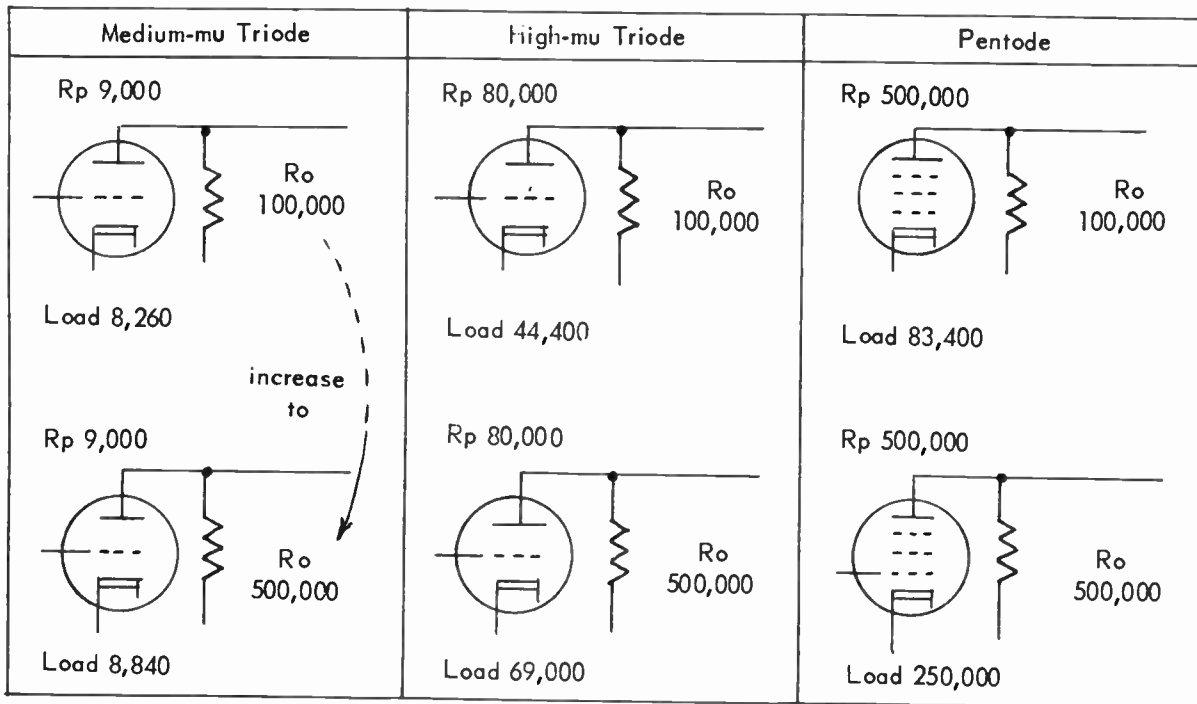 Medium-mu Triode
High-mu Triode
Pentode
Rp 9,000
Ro
100,000
Load 8,260
increase
to
Rp 9,000
Ro
500,000
Load 8,840
Rp 80,000
Ro
100,000
Load 44,400
Rp 80,000
Ro
500,000
Load 69,000
Rp 500,000
Ro
100,000
Load 83,400
Rp 500,000
Ro
500,000
Load 250,000